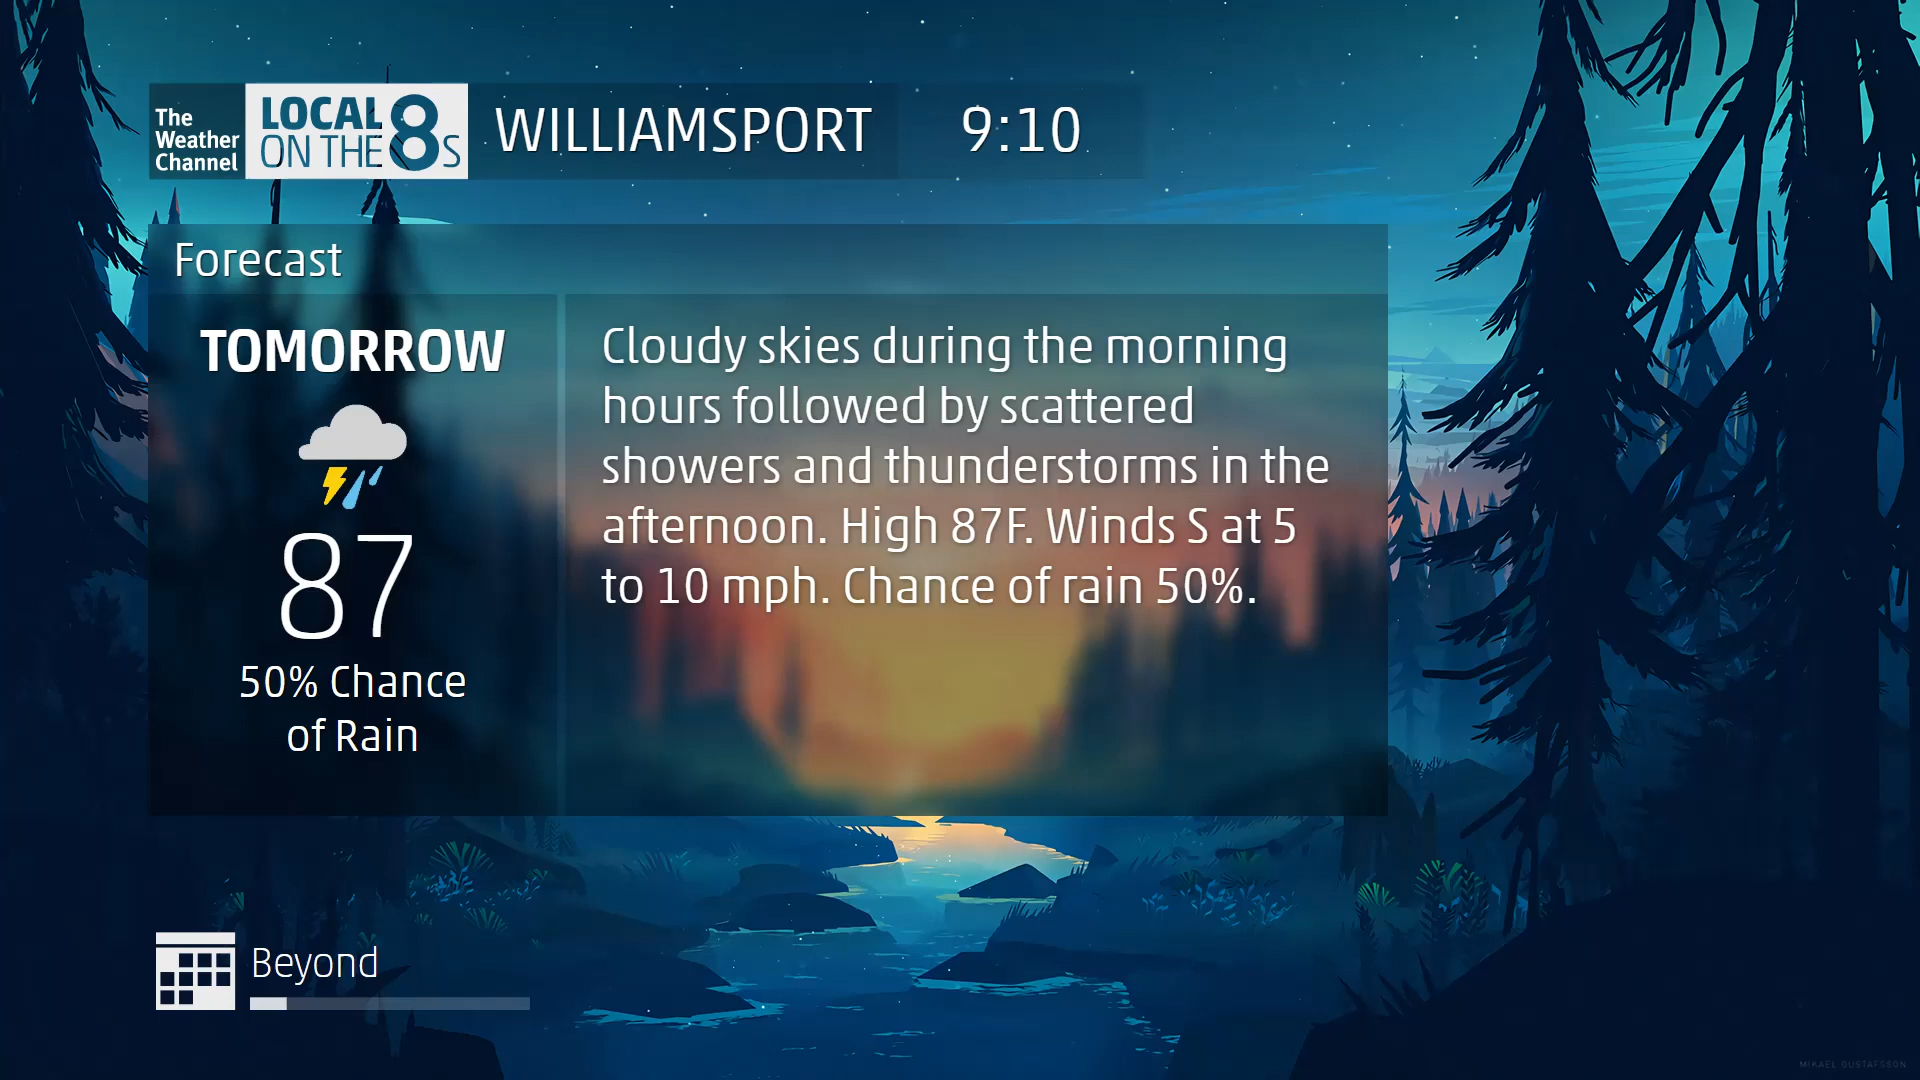 The
Weather
Channel
LOCAL
ON THE 8s
WILLIAMSPORT
9:10
Forecast
TOMORROW
87
50% Chance
of Rain
Cloudy skies during the morning
hours followed by scattered
showers and thunderstorms in the
afternoon. High 87F. Winds S at 5
to 10 mph. Chance of rain 50%.
Beyond
MIKAEL GUSTAFSSON